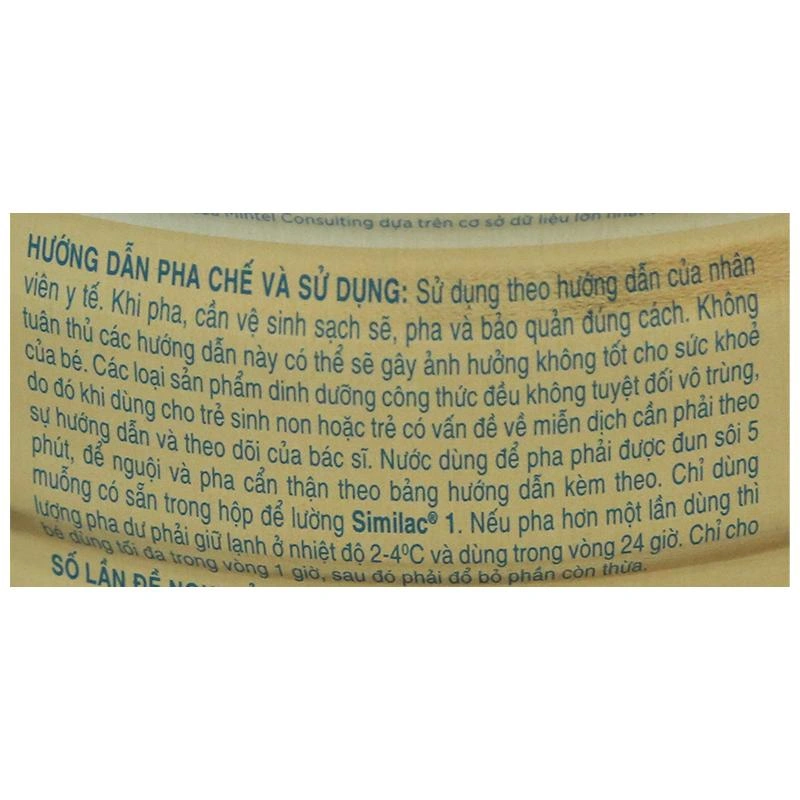 Mintel Consulting dựa trên cơ sở dữ liệu lớn
HƯỚNG DẪN PHA CHẾ VÀ SỬ DỤNG: Sử dụng theo hướng dẫn của nhân
viên y tế. Khi pha, cần vệ sinh sạch sẽ, pha và bảo quản đúng cách. Không
tuân thủ các hướng dẫn này có thể sẽ gây ảnh hưởng không tốt cho sức khoẻ
của bé. Các loại sản phẩm dinh dưỡng công thức đều không tuyệt đối vô trùng,
do đó khi dùng cho trẻ sinh non hoặc trẻ có vấn đề về miễn dịch cần phải theo
sự hướng dẫn và theo dõi của bác sĩ. Nước dùng để pha phải được đun sôi 5
phút, để nguội và pha cẩn thận theo bảng hướng dẫn kèm theo. Chỉ dùng
muỗng có sẵn trong hộp để lường Similac® 1. Nếu pha hơn một lần dùng thì
lượng pha dư phải giữ lạnh ở nhiệt độ 2-4⁰C và dùng trong vòng 24 giờ. Chỉ cho
bé dùng tối đa trong vòng 1 giờ, sau đó phải đổ bỏ phần còn thừa.
SỐ LẦN ĐỀ